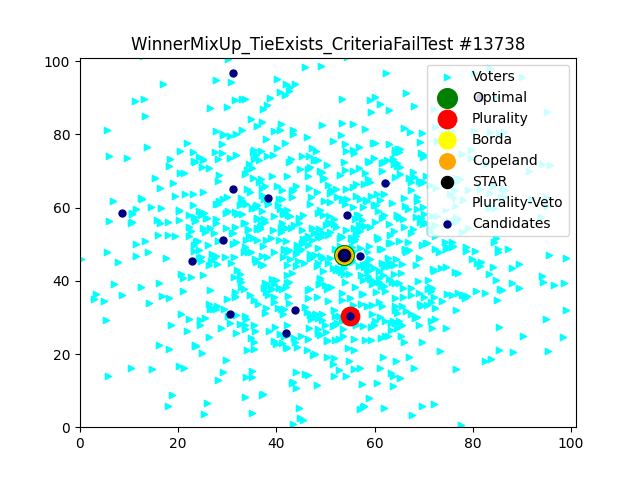 WinnerMixUp_TieExists_CriteriaFailTest #13738
100
80
60
40
20
0
0
20
40
60
80
100
Voters
Optimal
Plurality
Borda
Copeland
STAR
Plurality-Veto
Candidates